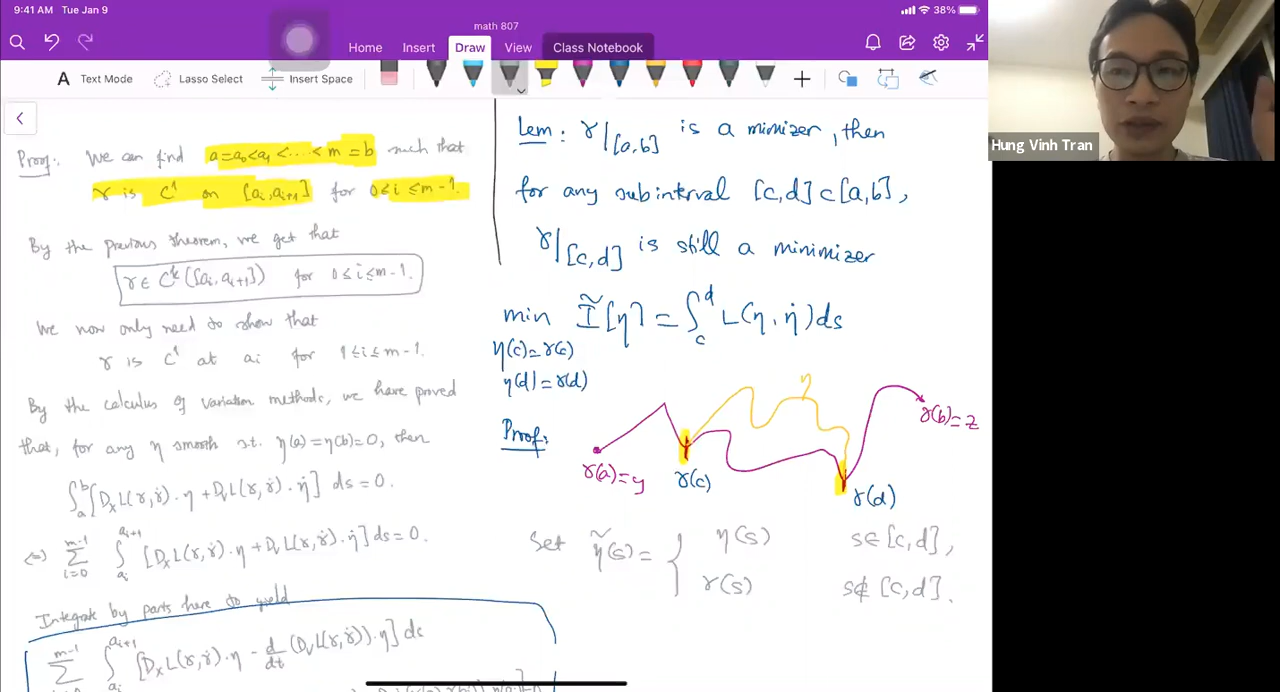 9:41 AM Tue Jan 9
38%
math 807
Home Insert Draw View Class Notebook
Text Mode Lasso Select Insert Space
Hung Vinh Tran
Proof: We can find a=a₀<a₁<....<m=b such that
γ is C¹ on [aᵢ,aᵢ₊₁] for 0≤i≤m-1.
By the previous theorem, we get that
γ∈ Cᵏ([aᵢ,aᵢ₊₁]) for 0≤i≤m-1.
We now only need to show that
γ is C¹ at aᵢ for 1≤i≤m-1.
By the calculus of variation methods, we have proved
that, for any η smooth s.t. η(a)=η(b)=0, then
∫ₐᵇ[DₓL(γ,γ̇)·η+DᵥL(γ,γ̇)·η̇] ds=0.
⇔ Σᵢ₌₀ᵐ⁻¹ ∫_{aᵢ}^{aᵢ₊₁} [DₓL(γ,γ̇)·η+DᵥL(γ,γ̇)·η̇]ds=0.
Integrate by parts here to yield
Σᵢ₌₀ᵐ⁻¹ ∫_{aᵢ}^{aᵢ₊₁} [DₓL(γ,γ̇)·η - d/dt (DᵥL(γ,γ̇))·η] ds
Lem: γ|[a,b] is a minimizer, then
for any subinterval [c,d]⊂[a,b],
γ|[c,d] is still a minimizer
min Ĩ[η] = ∫_c^d L(η,η̇)ds
η(c)=γ(c)
η(d)=γ(d)
Proof:
η
γ(a)=y
γ(c)
γ(d)
γ(b)=z
Set η̃(s) = { η(s) s∈[c,d],
γ(s) s∉[c,d].